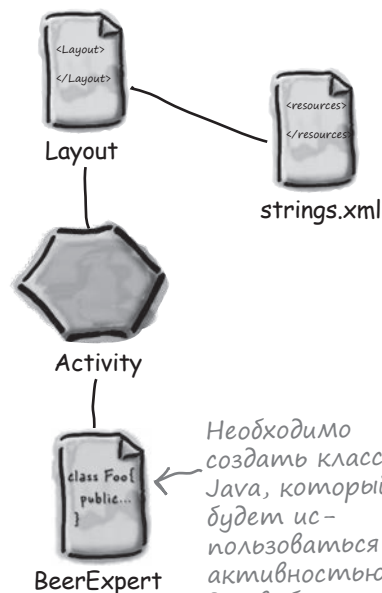 <Layout>
</Layout>
Layout
<resources>
</resources>
strings.xml
Activity
class Foo{
public...
}
BeerExpert
Необходимо
создать класс
Java, который
будет ис-
пользоваться
активностью